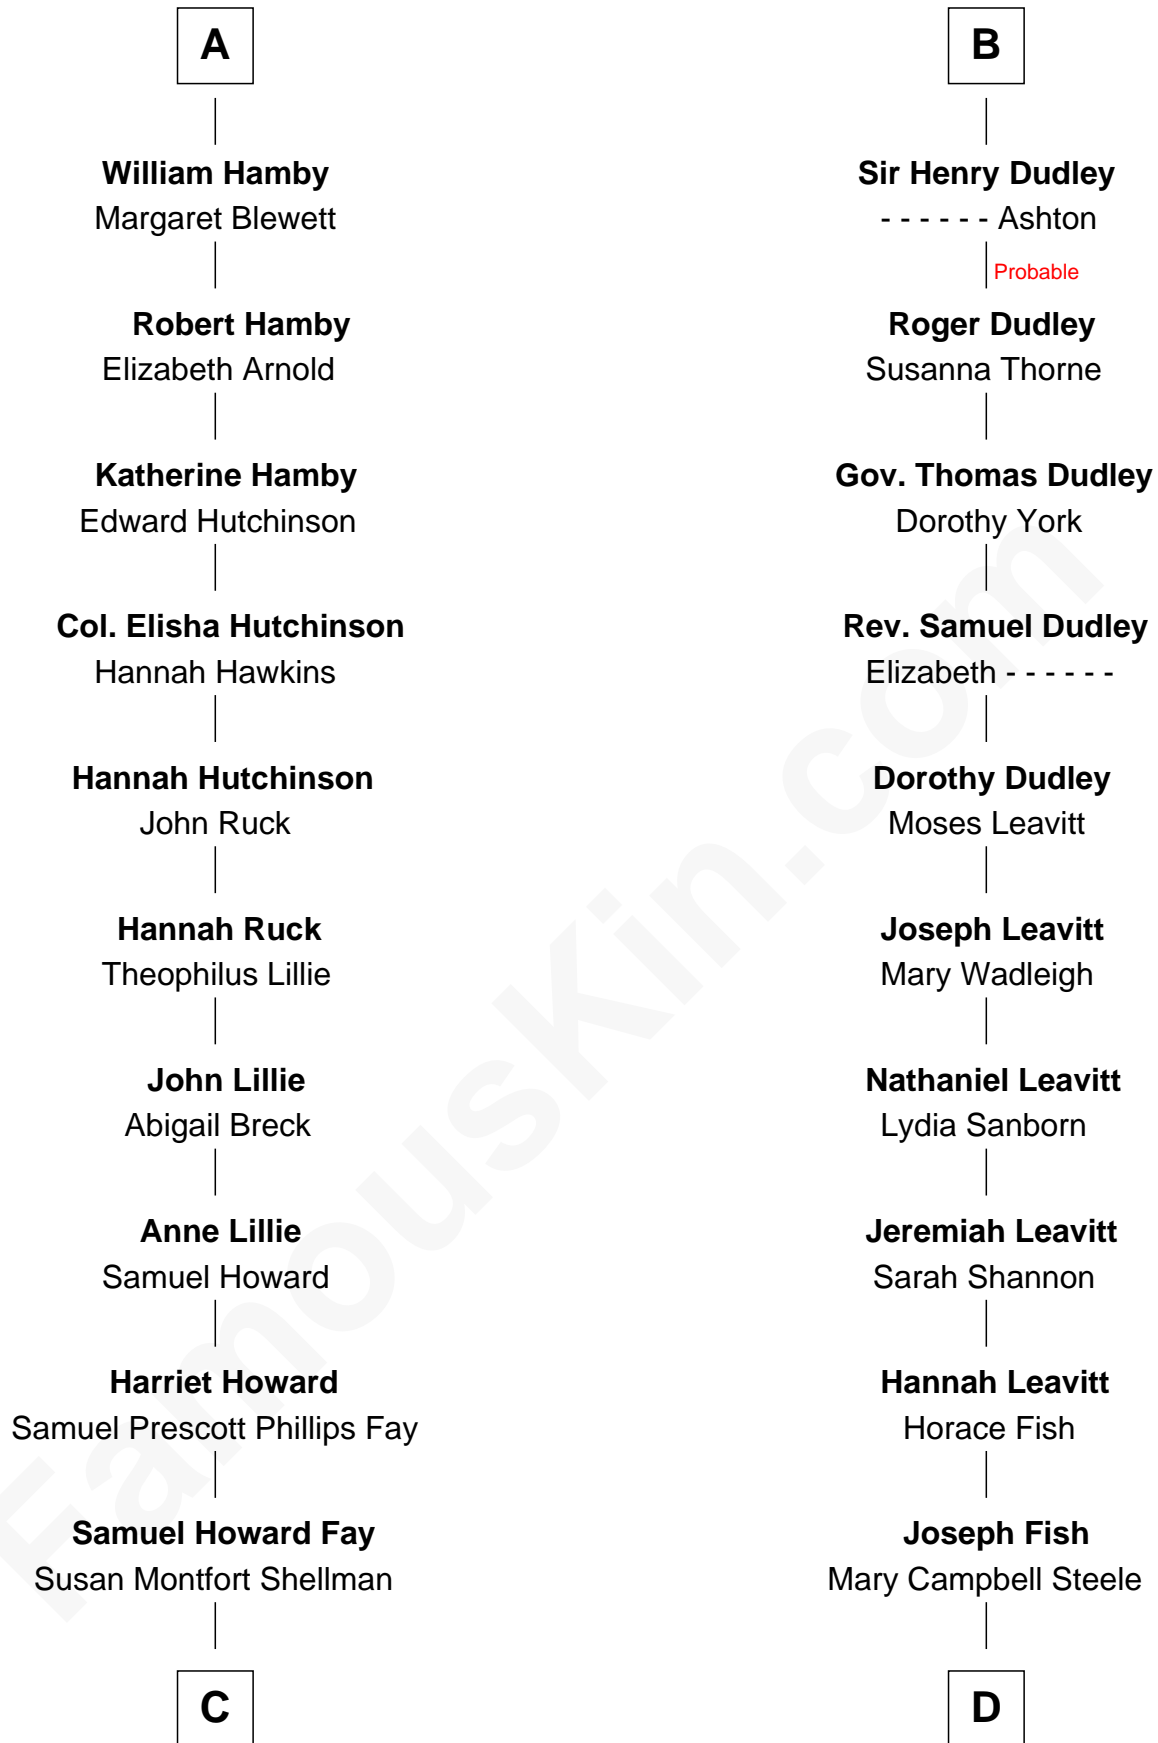 A
William Hamby
Margaret Blewett
Robert Hamby
Elizabeth Arnold
Katherine Hamby
Edward Hutchinson
Col. Elisha Hutchinson
Hannah Hawkins
Hannah Hutchinson
John Ruck
Hannah Ruck
Theophilus Lillie
John Lillie
Abigail Breck
Anne Lillie
Samuel Howard
Harriet Howard
Samuel Prescott Phillips Fay
Samuel Howard Fay
Susan Montfort Shellman
C
B
Sir Henry Dudley
- - - - - - Ashton
Probable
Roger Dudley
Susanna Thorne
Gov. Thomas Dudley
Dorothy York
Rev. Samuel Dudley
Elizabeth - - - - - -
Dorothy Dudley
Moses Leavitt
Joseph Leavitt
Mary Wadleigh
Nathaniel Leavitt
Lydia Sanborn
Jeremiah Leavitt
Sarah Shannon
Hannah Leavitt
Horace Fish
Joseph Fish
Mary Campbell Steele
D
FamousKin.com